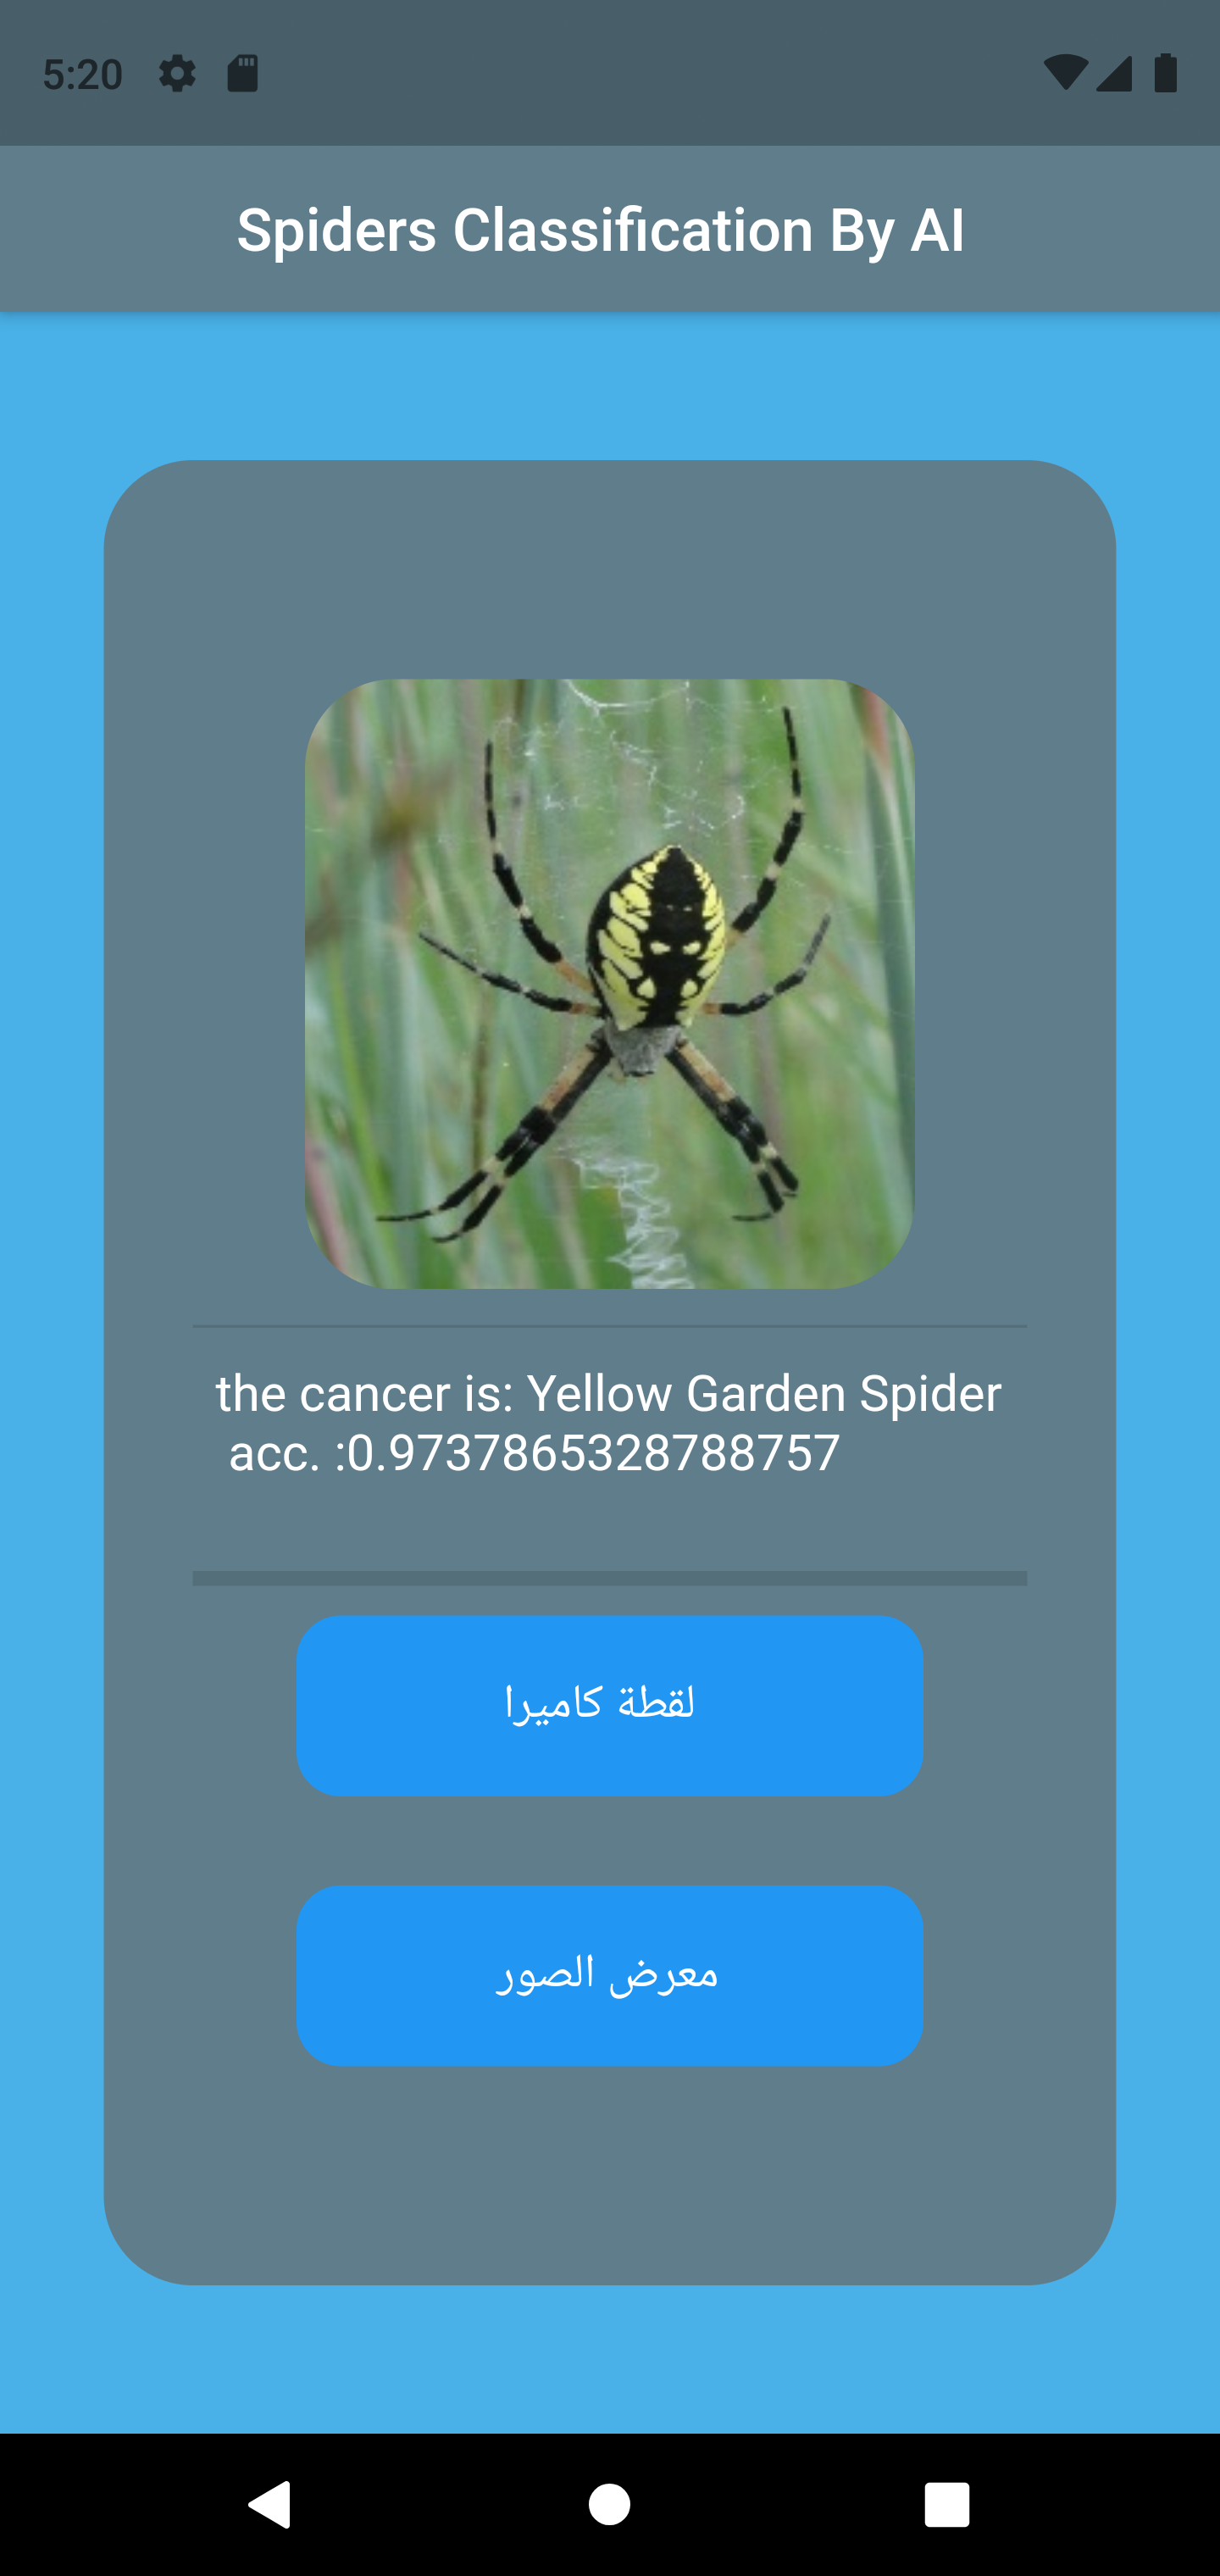 5:20
Spiders Classification By AI
the cancer is: Yellow Garden Spider
acc. :0.9737865328788757
لقطة كاميرا
معرض الصور